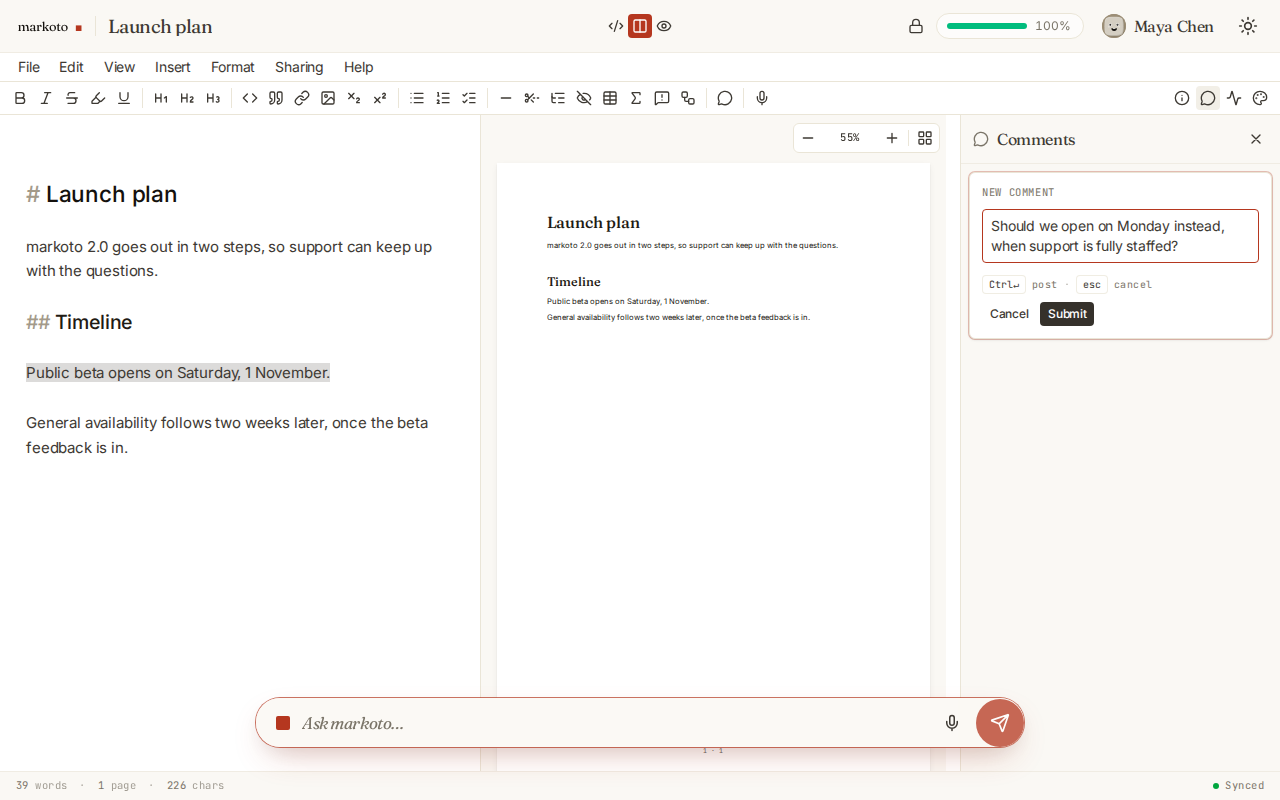 markoto
Launch plan
100%
Maya Chen
File Edit View Insert Format Sharing Help
H1 H2 H3
55%
# Launch plan
markoto 2.0 goes out in two steps, so support can keep up
with the questions.
## Timeline
Public beta opens on Saturday, 1 November.
General availability follows two weeks later, once the beta
feedback is in.
Launch plan
markoto 2.0 goes out in two steps, so support can keep up with the questions.
Timeline
Public beta opens on Saturday, 1 November.
General availability follows two weeks later, once the beta feedback is in.
1 · 1
Comments
NEW COMMENT
Should we open on Monday instead,
when support is fully staffed?
Ctrl↵ post · esc cancel
Cancel Submit
Ask markoto...
39 words · 1 page · 226 chars
Synced